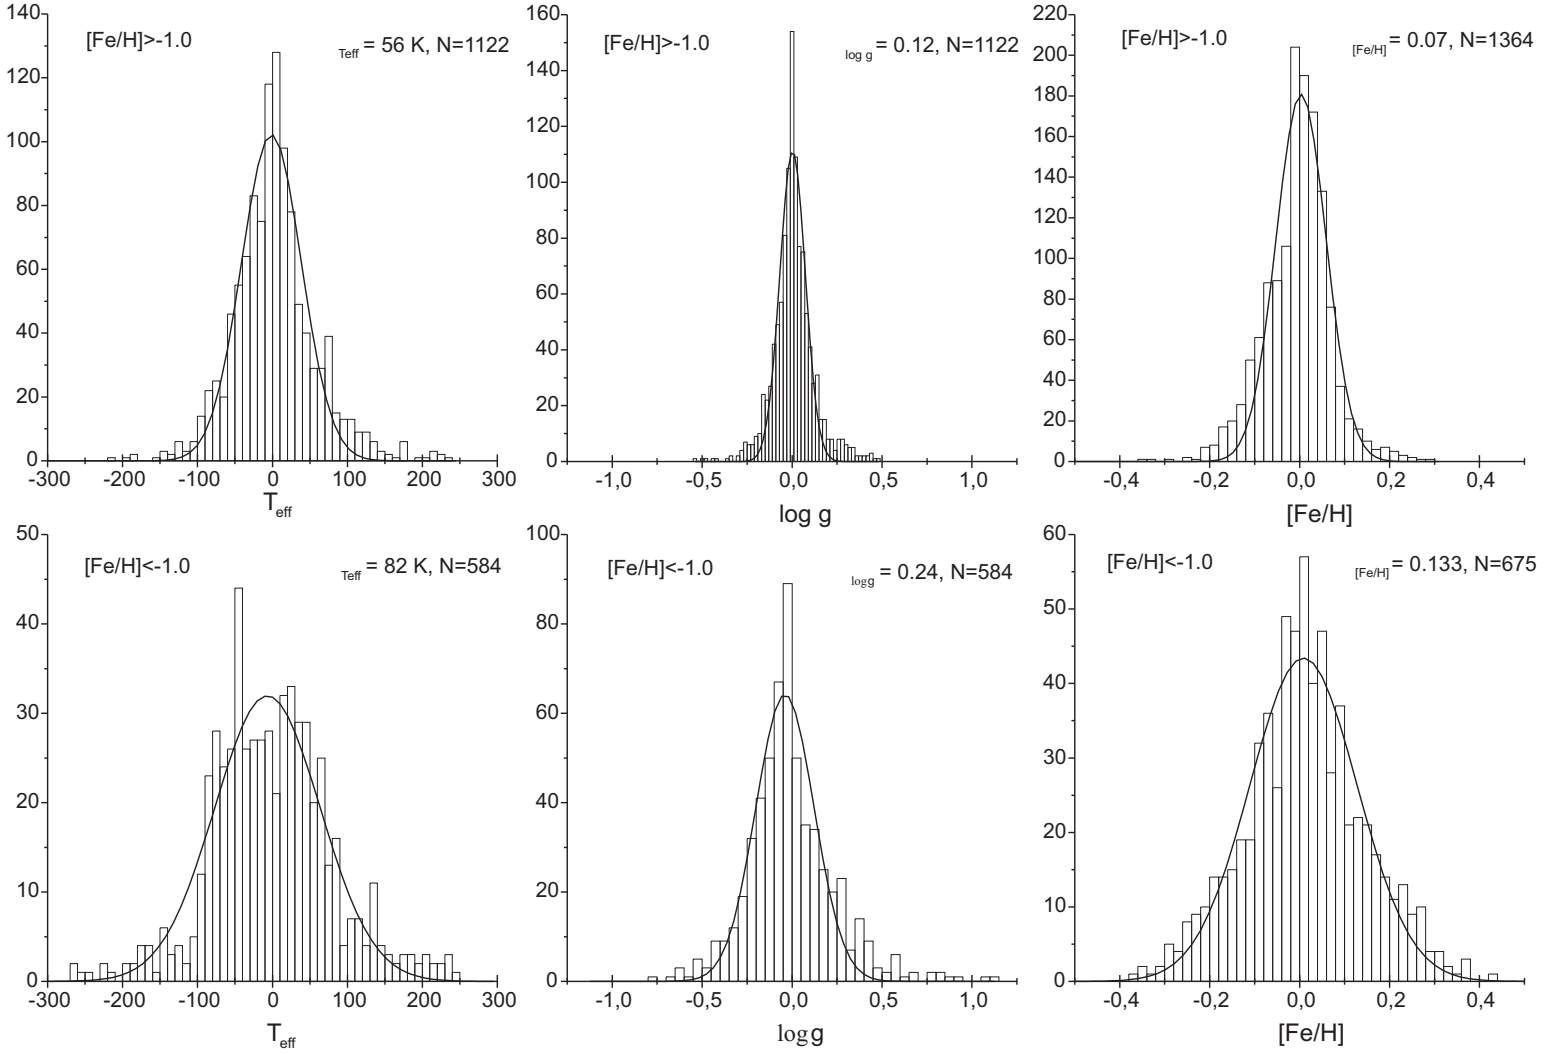 140
120
100
80
60
40
20
0
[Fe/H]>-1.0
Teff = 56 K, N=1122
-300 -200 -100 0 100 200 300
Teff
160
140
120
100
80
60
40
20
0
[Fe/H]>-1.0
log g = 0.12, N=1122
-1,0 -0,5 0,0 0,5 1,0
log g
220
200
180
160
140
120
100
80
60
40
20
0
[Fe/H]>-1.0
[Fe/H] = 0.07, N=1364
-0,4 -0,2 0,0 0,2 0,4
[Fe/H]
50
40
30
20
10
0
[Fe/H]<-1.0
Teff = 82 K, N=584
-300 -200 -100 0 100 200 300
Teff
100
80
60
40
20
0
[Fe/H]<-1.0
logg = 0.24, N=584
-1,0 -0,5 0,0 0,5 1,0
logg
60
50
40
30
20
10
0
[Fe/H]<-1.0
[Fe/H] = 0.133, N=675
-0,4 -0,2 0,0 0,2 0,4
[Fe/H]